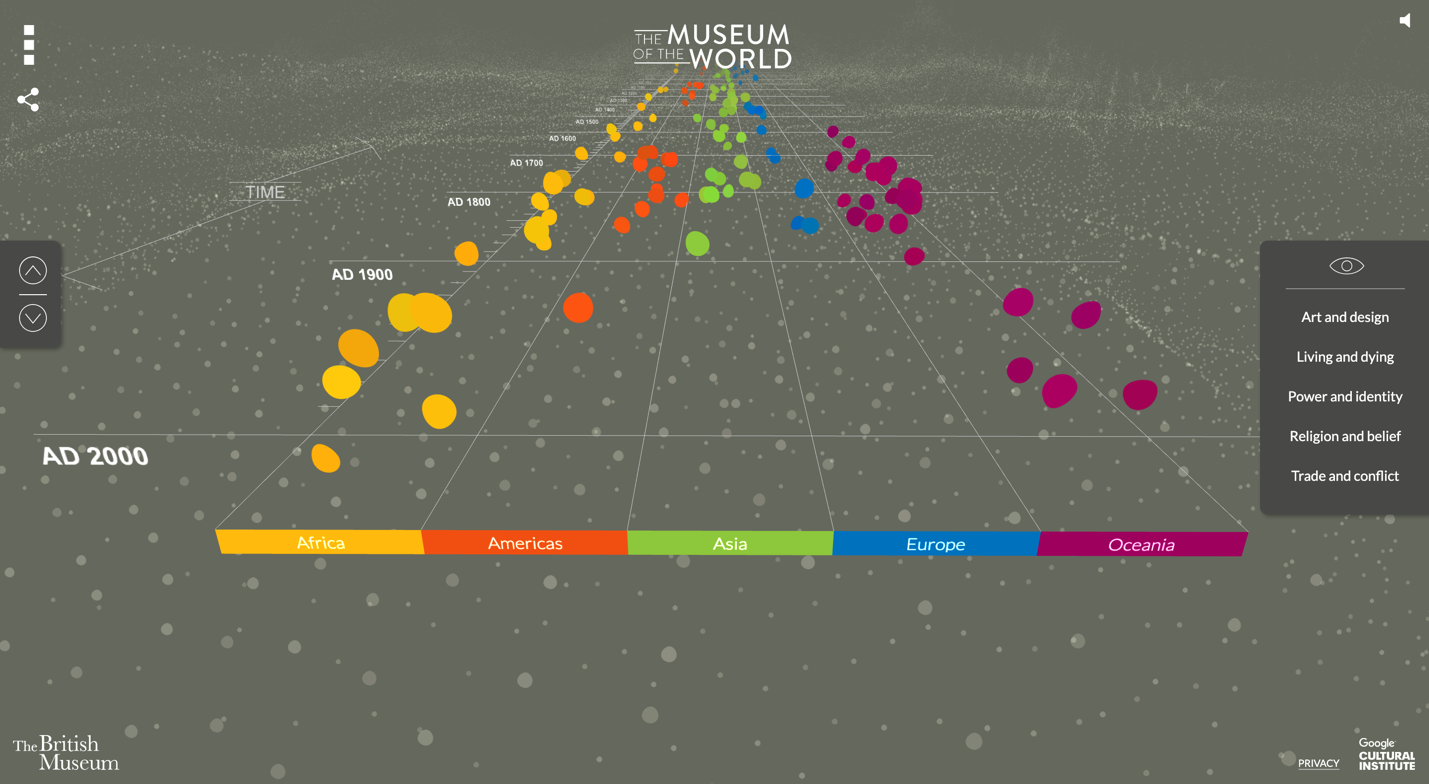 THE MUSEUM
OF THE WORLD
AD 1500
AD 1600
AD 1700
TIME
AD 1800
AD 1900
AD 2000
Art and design
Living and dying
Power and identity
Religion and belief
Trade and conflict
Africa
Americas
Asia
Europe
Oceania
The British
Museum
PRIVACY
Google
CULTURAL
INSTITUTE